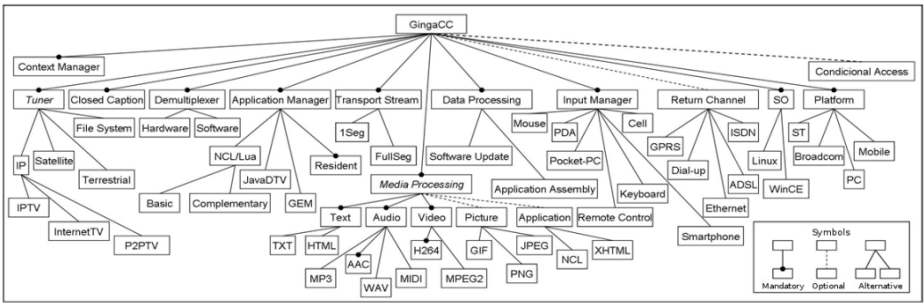 GingaCC
Context Manager
Condicional Access
Tuner
Closed Caption
Demultiplexer
Application Manager
Transport Stream
Data Processing
Input Manager
Return Channel
SO
Platform
File System
Hardware
Software
1Seg
Mouse
PDA
Cell
GPRS
ISDN
ST
IP
Satellite
NCL/Lua
Resident
FullSeg
Software Update
Pocket-PC
Dial-up
Linux
Broadcom
Mobile
Terrestrial
JavaDTV
Media Processing
Application Assembly
Keyboard
ADSL
WinCE
PC
IPTV
Basic
Complementary
GEM
Ethernet
InternetTV
Text
Audio
Video
Picture
Application
Remote Control
Smartphone
P2PTV
TXT
HTML
AAC
H264
GIF
JPEG
XHTML
MP3
WAV
MIDI
MPEG2
PNG
NCL
Symbols
Mandatory
Optional
Alternative